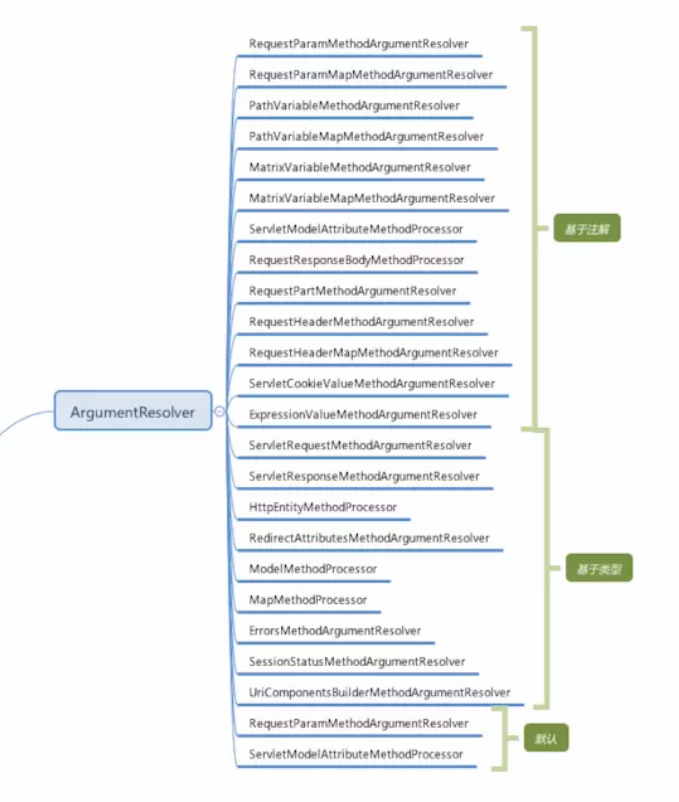 RequestParamMethodArgumentResolver
RequestParamMapMethodArgumentResolver
PathVariableMethodArgumentResolver
PathVariableMapMethodArgumentResolver
MatrixVariableMethodArgumentResolver
MatrixVariableMapMethodArgumentResolver
ServletModelAttributeMethodProcessor
基于注解
RequestResponseBodyMethodProcessor
RequestPartMethodArgumentResolver
RequestHeaderMethodArgumentResolver
RequestHeaderMapMethodArgumentResolver
ServletCookieValueMethodArgumentResolver
ArgumentResolver
ExpressionValueMethodArgumentResolver
ServletRequestMethodArgumentResolver
ServletResponseMethodArgumentResolver
HttpEntityMethodProcessor
RedirectAttributesMethodArgumentResolver
ModelMethodProcessor
基于类型
MapMethodProcessor
ErrorsMethodArgumentResolver
SessionStatusMethodArgumentResolver
UriComponentsBuilderMethodArgumentResolver
RequestParamMethodArgumentResolver
默认
ServletModelAttributeMethodProcessor